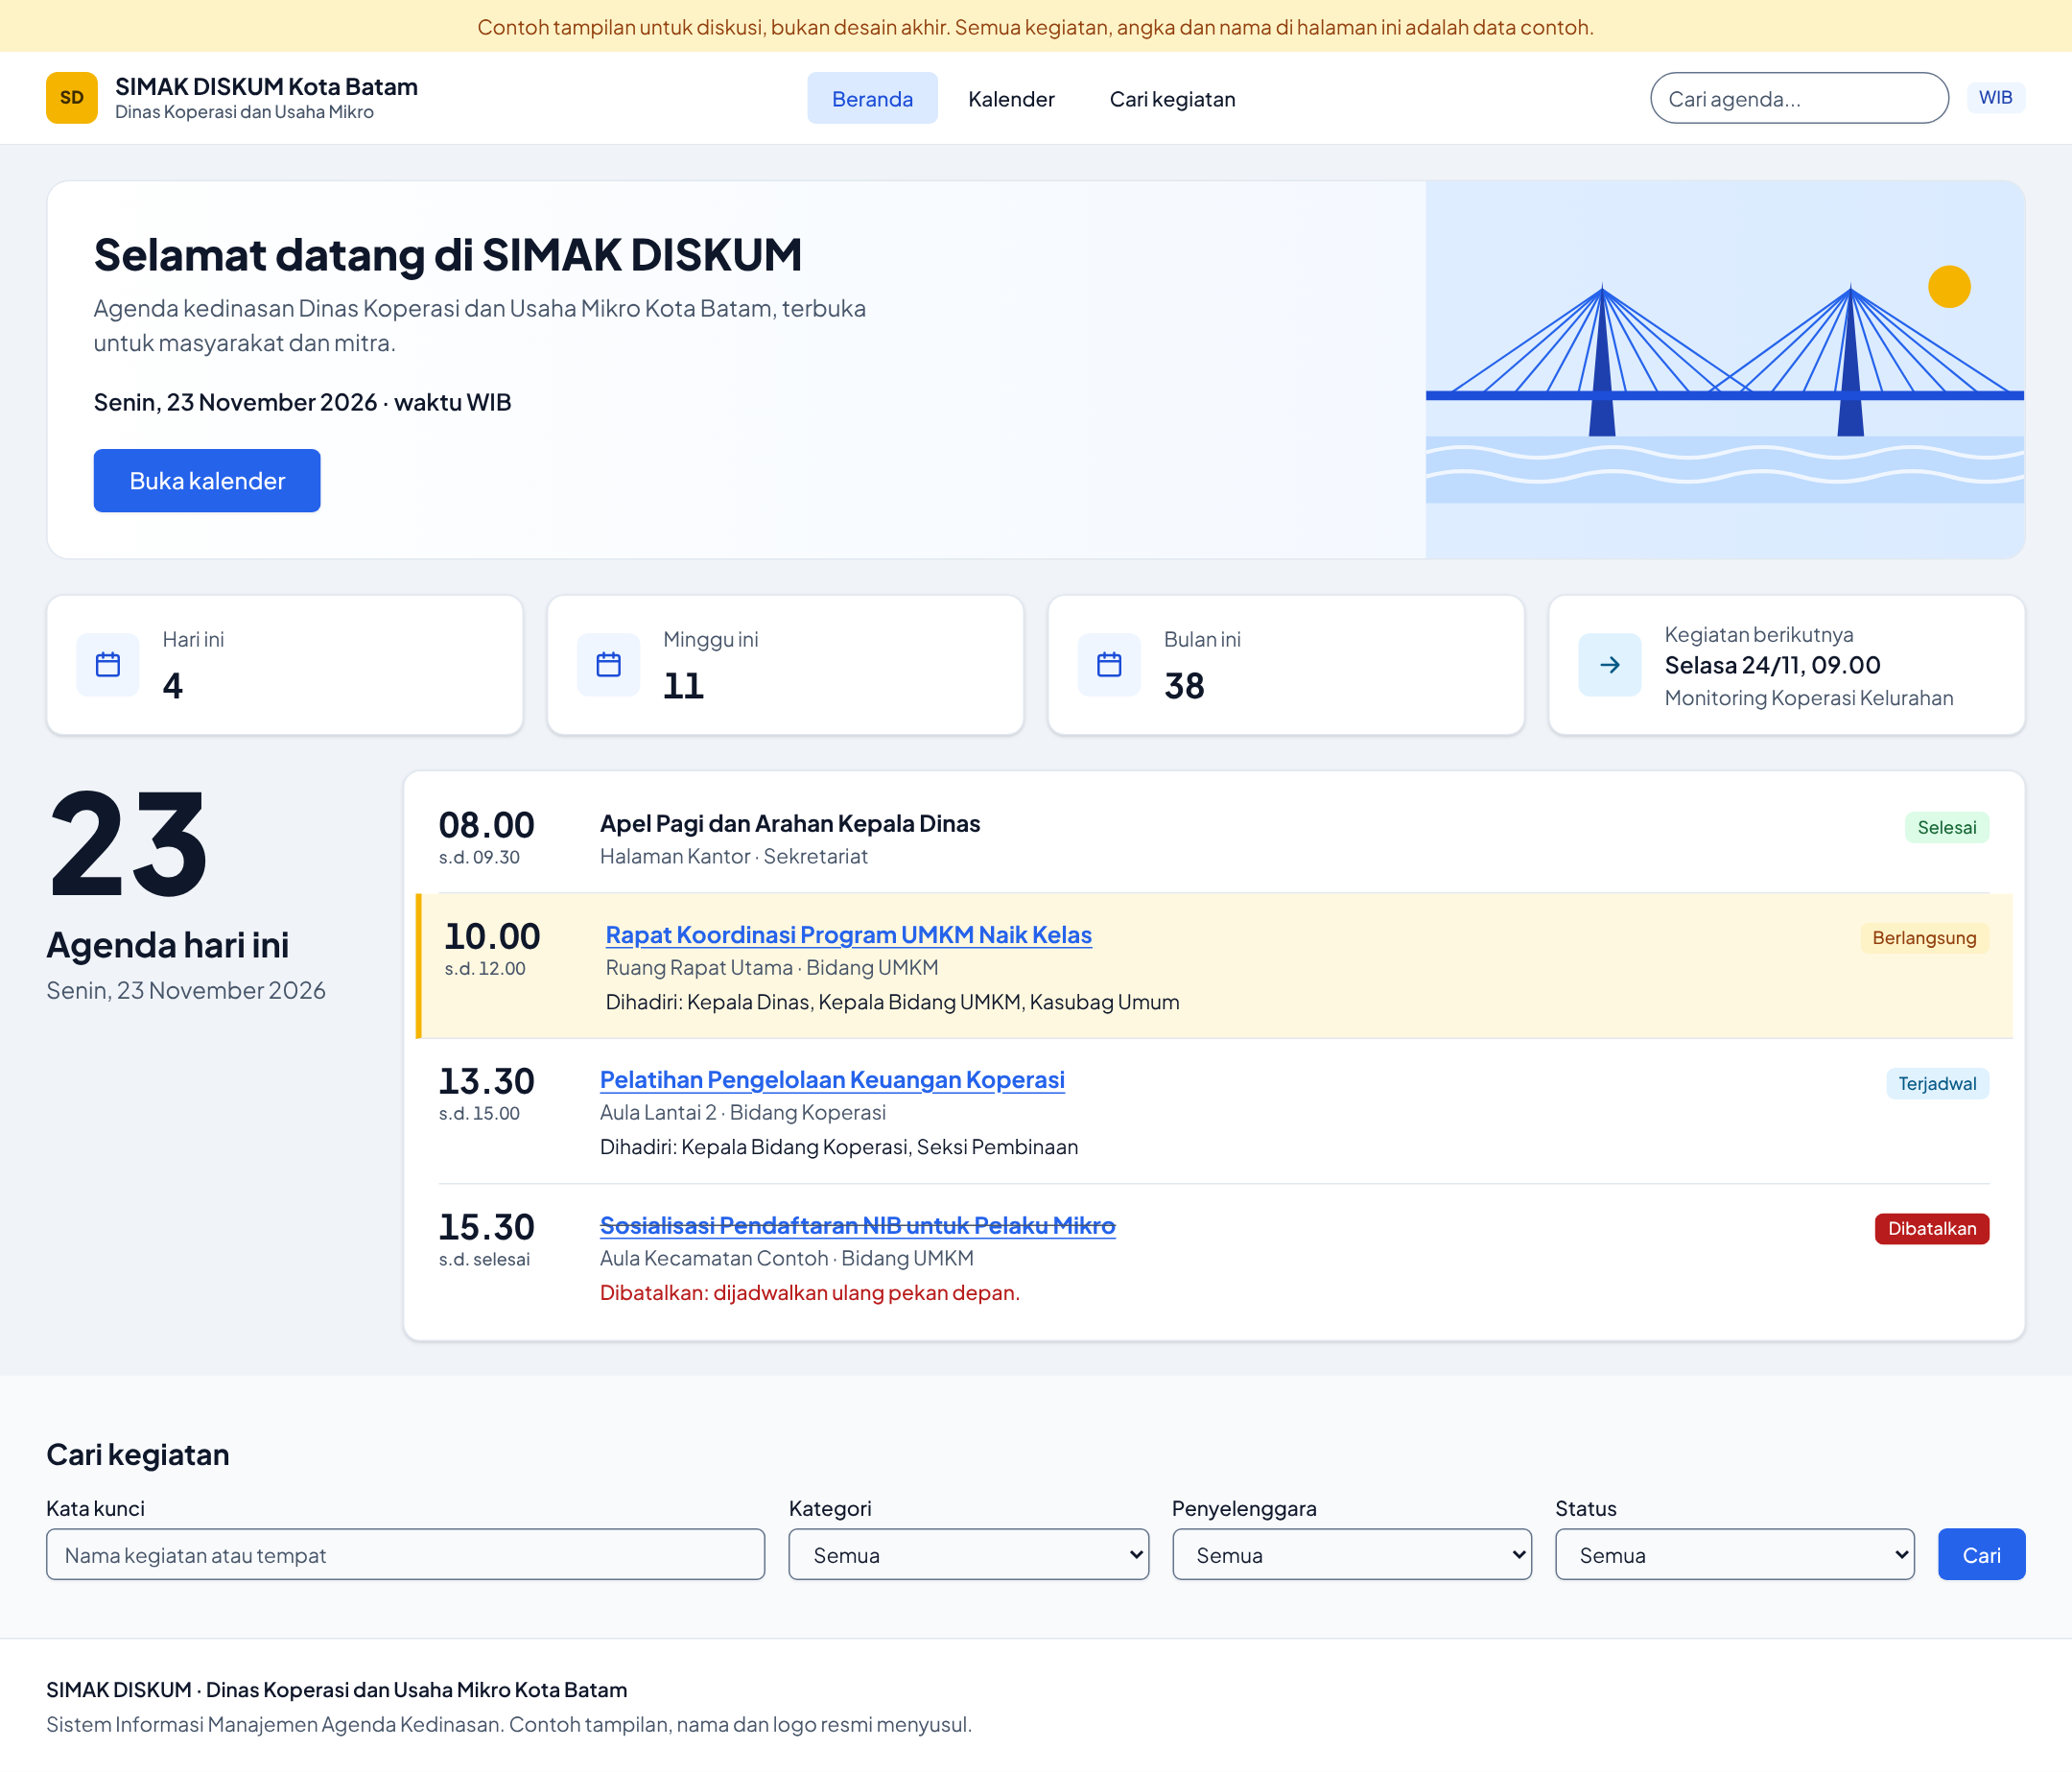 Contoh tampilan untuk diskusi, bukan desain akhir. Semua kegiatan, angka dan nama di halaman ini adalah data contoh.
SD
SIMAK DISKUM Kota Batam
Dinas Koperasi dan Usaha Mikro
Beranda
Kalender
Cari kegiatan
Cari agenda...
WIB
Selamat datang di SIMAK DISKUM
Agenda kedinasan Dinas Koperasi dan Usaha Mikro Kota Batam, terbuka
untuk masyarakat dan mitra.
Senin, 23 November 2026 · waktu WIB
Buka kalender
Hari ini
4
Minggu ini
11
Bulan ini
38
Kegiatan berikutnya
Selasa 24/11, 09.00
Monitoring Koperasi Kelurahan
23
Agenda hari ini
Senin, 23 November 2026
08.00
s.d. 09.30
Apel Pagi dan Arahan Kepala Dinas
Halaman Kantor · Sekretariat
Selesai
10.00
s.d. 12.00
Rapat Koordinasi Program UMKM Naik Kelas
Ruang Rapat Utama · Bidang UMKM
Dihadiri: Kepala Dinas, Kepala Bidang UMKM, Kasubag Umum
Berlangsung
13.30
s.d. 15.00
Pelatihan Pengelolaan Keuangan Koperasi
Aula Lantai 2 · Bidang Koperasi
Dihadiri: Kepala Bidang Koperasi, Seksi Pembinaan
Terjadwal
15.30
s.d. selesai
Sosialisasi Pendaftaran NIB untuk Pelaku Mikro
Aula Kecamatan Contoh · Bidang UMKM
Dibatalkan: dijadwalkan ulang pekan depan.
Dibatalkan
Cari kegiatan
Kata kunci
Nama kegiatan atau tempat
Kategori
Semua
Penyelenggara
Semua
Status
Semua
Cari
SIMAK DISKUM · Dinas Koperasi dan Usaha Mikro Kota Batam
Sistem Informasi Manajemen Agenda Kedinasan. Contoh tampilan, nama dan logo resmi menyusul.